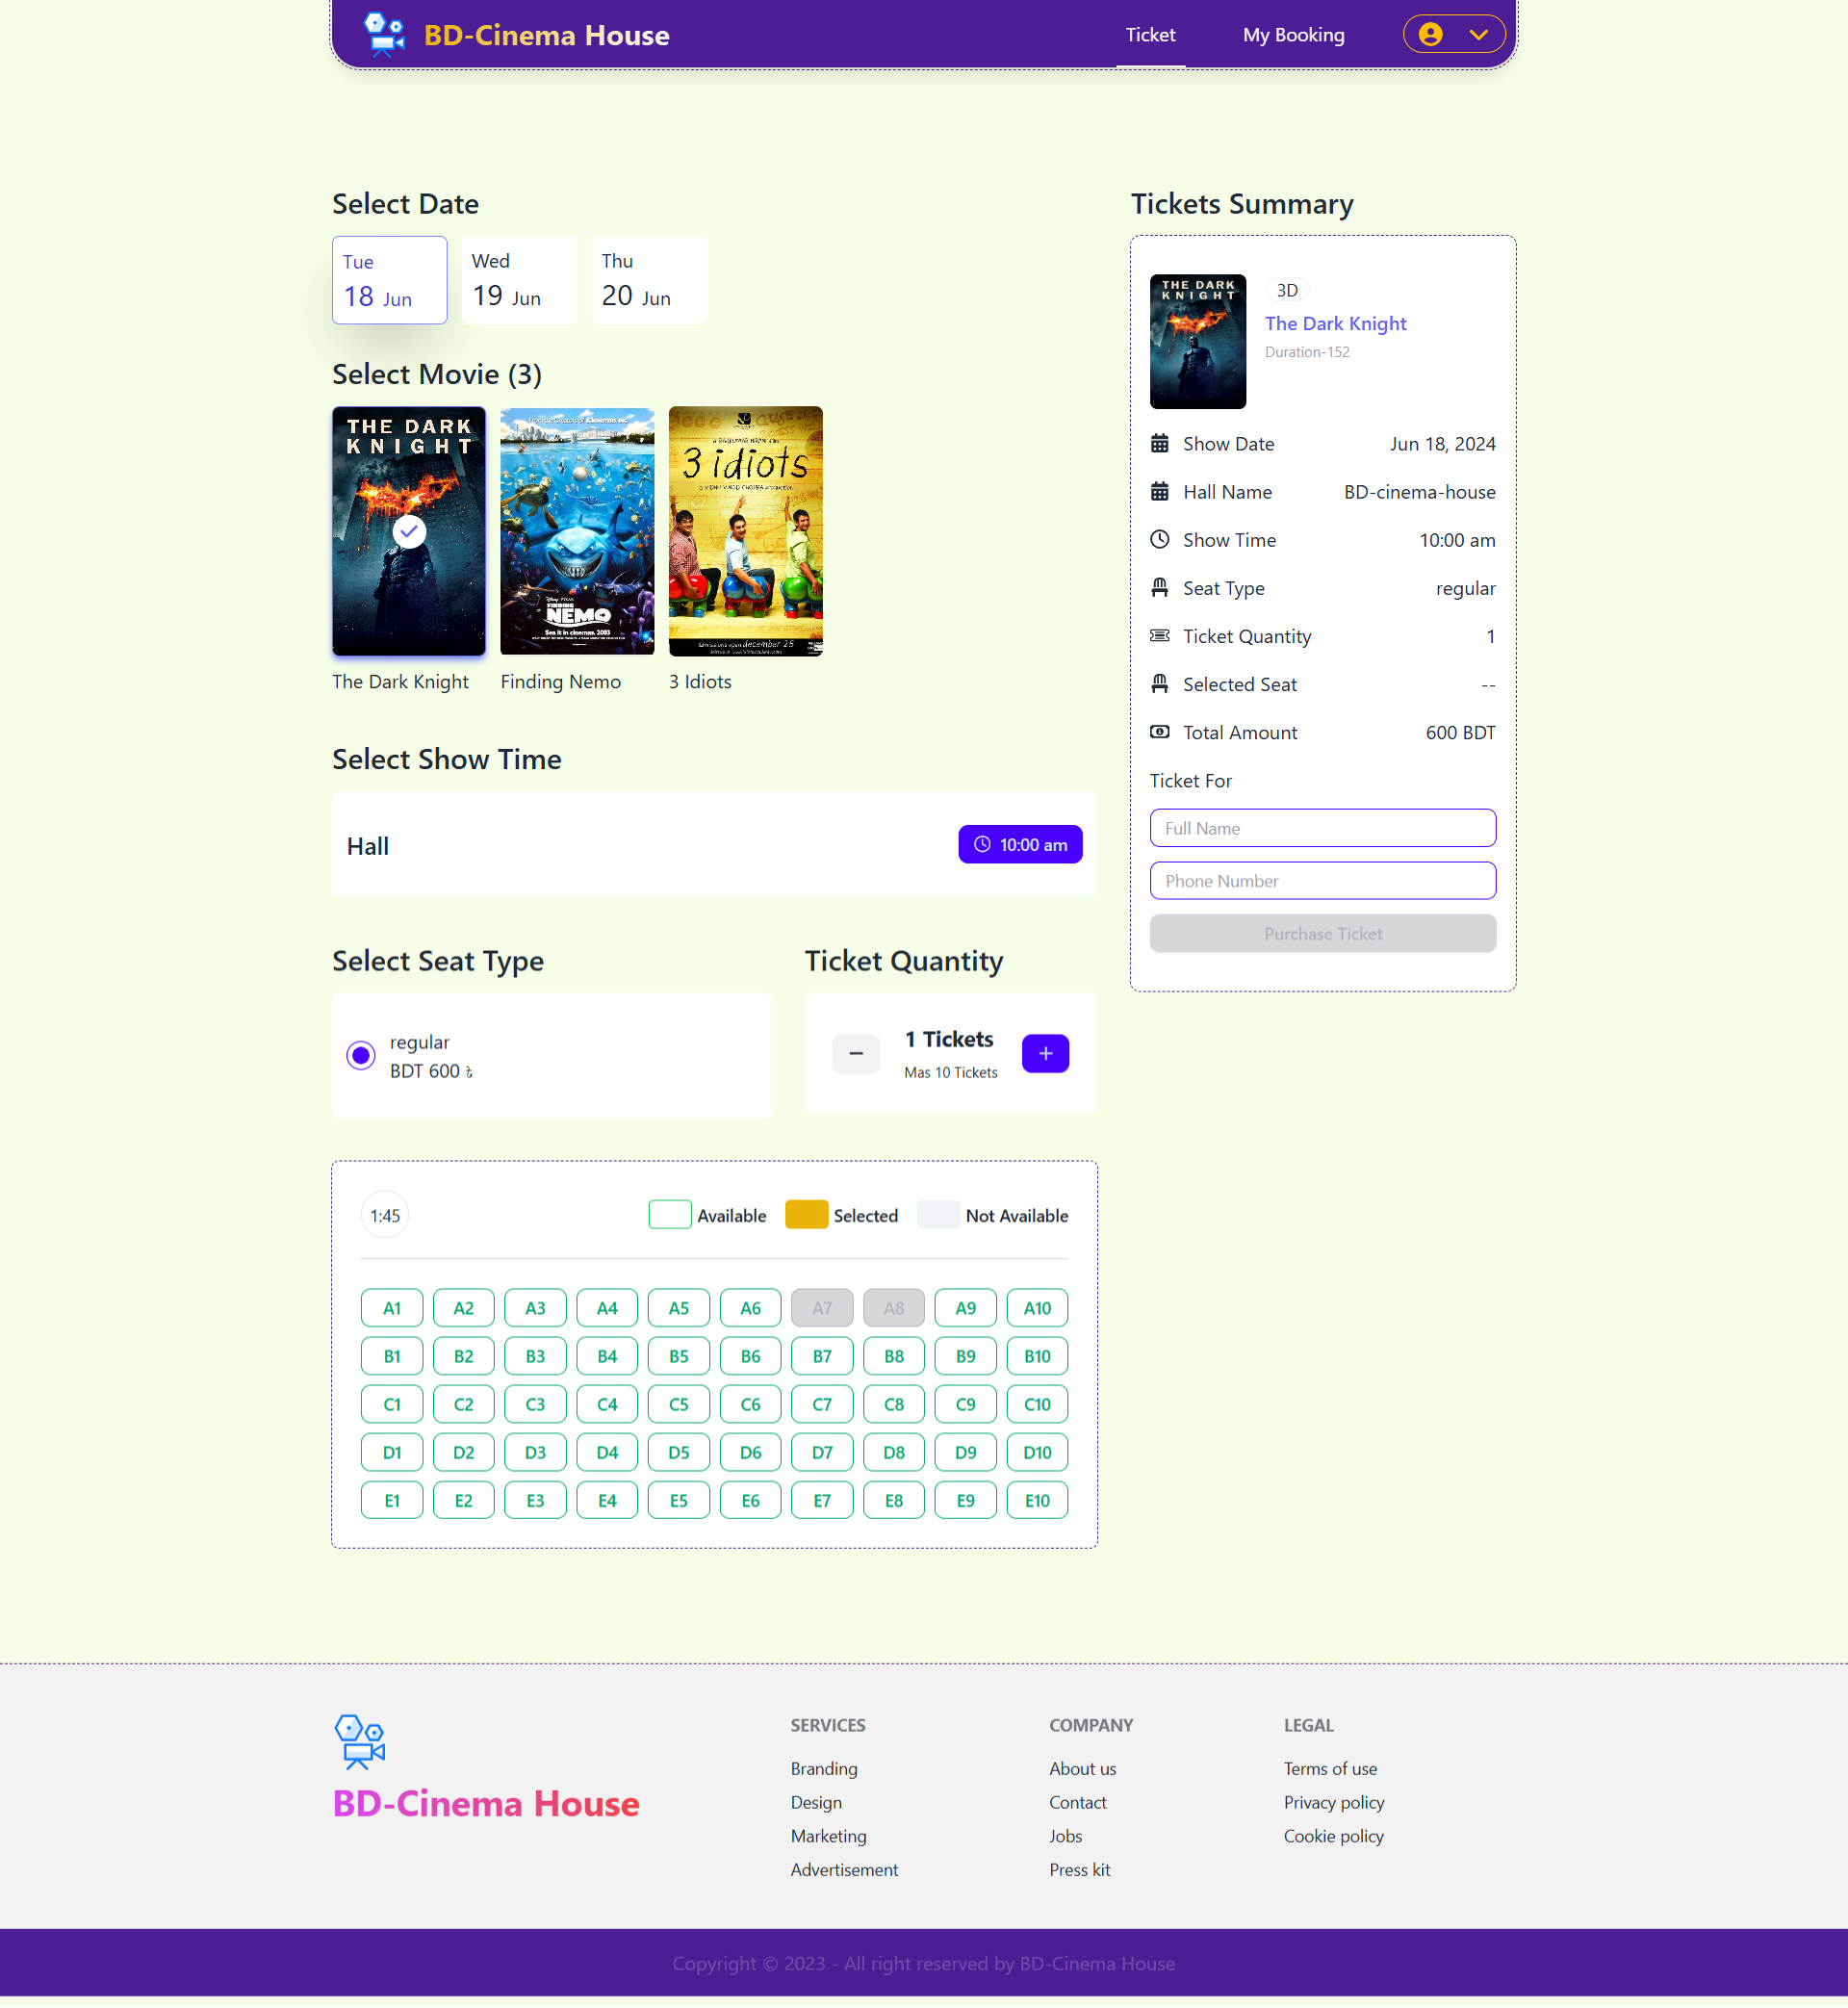 BD-Cinema House
Ticket
My Booking
Select Date
Tue
18 Jun
Wed
19 Jun
Thu
20 Jun
Select Movie (3)
THE DARK
KNIGHT
FINDING
NEMO
Sea it in cinemas. 2003
3 idiots
The Dark Knight
Finding Nemo
3 Idiots
Select Show Time
Hall
10:00 am
Select Seat Type
regular
BDT 600 ৳
Ticket Quantity
1 Tickets
Mas 10 Tickets
1:45
Available
Selected
Not Available
A1 A2 A3 A4 A5 A6 A7 A8 A9 A10
B1 B2 B3 B4 B5 B6 B7 B8 B9 B10
C1 C2 C3 C4 C5 C6 C7 C8 C9 C10
D1 D2 D3 D4 D5 D6 D7 D8 D9 D10
E1 E2 E3 E4 E5 E6 E7 E8 E9 E10
Tickets Summary
THE DARK
KNIGHT
3D
The Dark Knight
Duration-152
Show Date Jun 18, 2024
Hall Name BD-cinema-house
Show Time 10:00 am
Seat Type regular
Ticket Quantity 1
Selected Seat --
Total Amount 600 BDT
Ticket For
Full Name
Phone Number
Purchase Ticket
BD-Cinema House
SERVICES
Branding
Design
Marketing
Advertisement
COMPANY
About us
Contact
Jobs
Press kit
LEGAL
Terms of use
Privacy policy
Cookie policy
Copyright © 2023 - All right reserved by BD-Cinema House